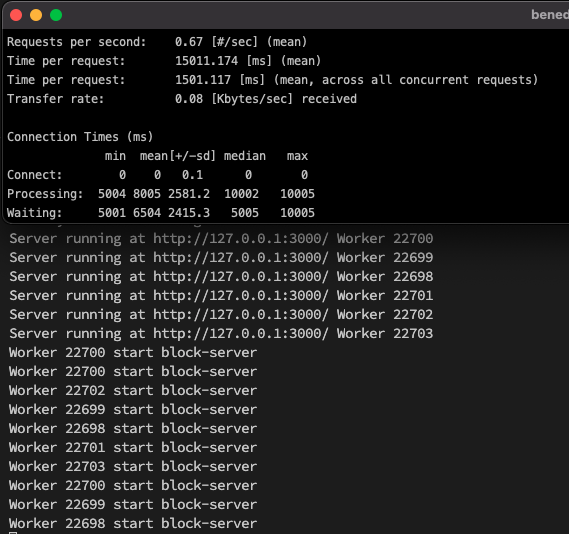 bened
Requests per second:    0.67 [#/sec] (mean)
Time per request:       15011.174 [ms] (mean)
Time per request:       1501.117 [ms] (mean, across all concurrent requests)
Transfer rate:          0.08 [Kbytes/sec] received
Connection Times (ms)
              min  mean[+/-sd] median   max
Connect:        0    0   0.1      0       0
Processing:  5004 8005 2581.2  10002   10005
Waiting:     5001 6504 2415.3   5005   10005
Server running at http://127.0.0.1:3000/ Worker 22700
Server running at http://127.0.0.1:3000/ Worker 22699
Server running at http://127.0.0.1:3000/ Worker 22698
Server running at http://127.0.0.1:3000/ Worker 22701
Server running at http://127.0.0.1:3000/ Worker 22702
Server running at http://127.0.0.1:3000/ Worker 22703
Worker 22700 start block-server
Worker 22700 start block-server
Worker 22702 start block-server
Worker 22699 start block-server
Worker 22698 start block-server
Worker 22701 start block-server
Worker 22703 start block-server
Worker 22700 start block-server
Worker 22699 start block-server
Worker 22698 start block-server